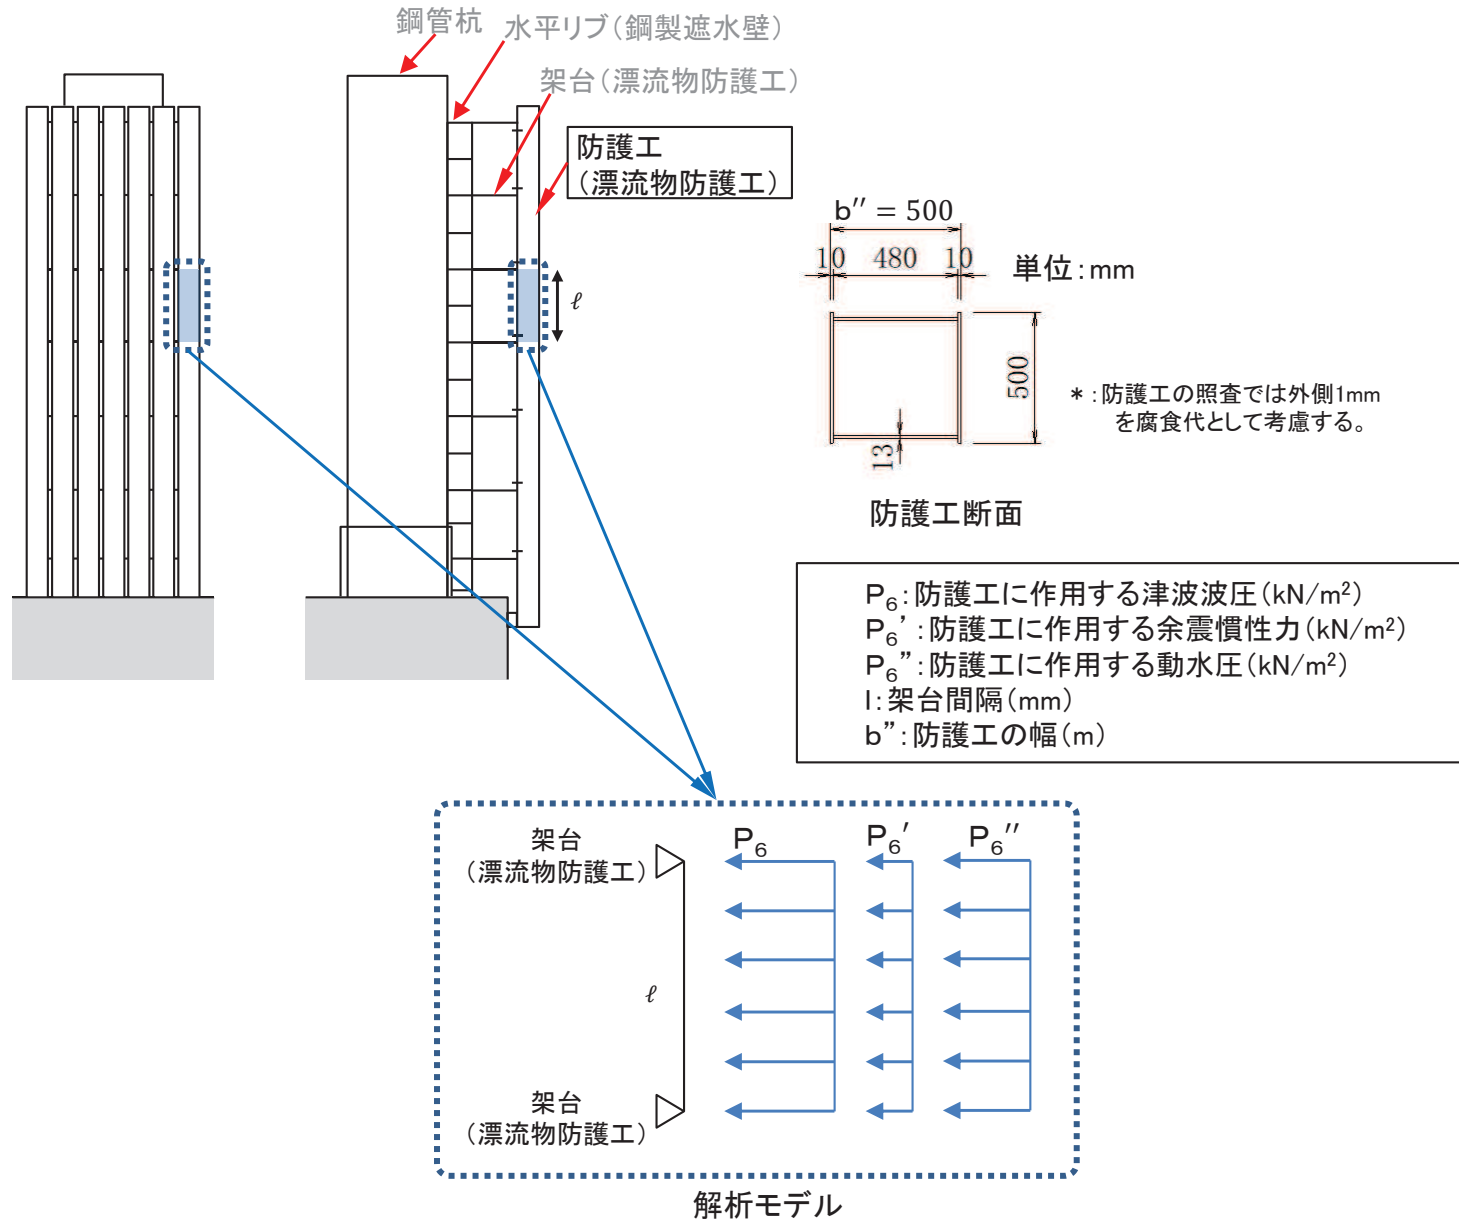 鋼管杭
水平リブ(鋼製遮水壁)
架台(漂流物防護工)
防護工
(漂流物防護工)
ℓ
b″ = 500
10 480 10
単位:mm
500
13
*:防護工の照査では外側1mm
を腐食代として考慮する。
防護工断面
P₆:防護工に作用する津波波圧(kN/m²)
P₆’:防護工に作用する余震慣性力(kN/m²)
P₆”:防護工に作用する動水圧(kN/m²)
l:架台間隔(mm)
b”:防護工の幅(m)
P₆ P₆′ P₆″
架台
(漂流物防護工)
ℓ
架台
(漂流物防護工)
解析モデル